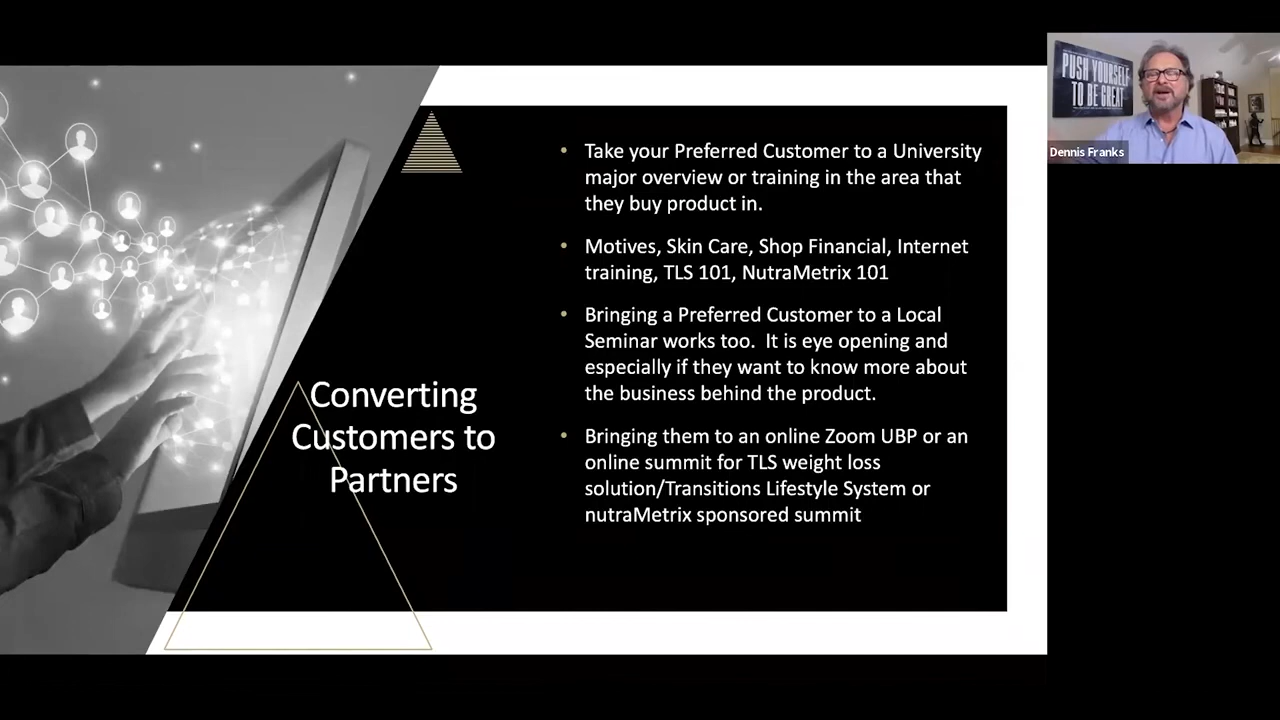 PUSH YOURSELF
TO BE GREAT
Dennis Franks
Converting
Customers to
Partners
• Take your Preferred Customer to a University
major overview or training in the area that
they buy product in.
• Motives, Skin Care, Shop Financial, Internet
training, TLS 101, NutraMetrix 101
• Bringing a Preferred Customer to a Local
Seminar works too.  It is eye opening and
especially if they want to know more about
the business behind the product.
• Bringing them to an online Zoom UBP or an
online summit for TLS weight loss
solution/Transitions Lifestyle System or
nutraMetrix sponsored summit